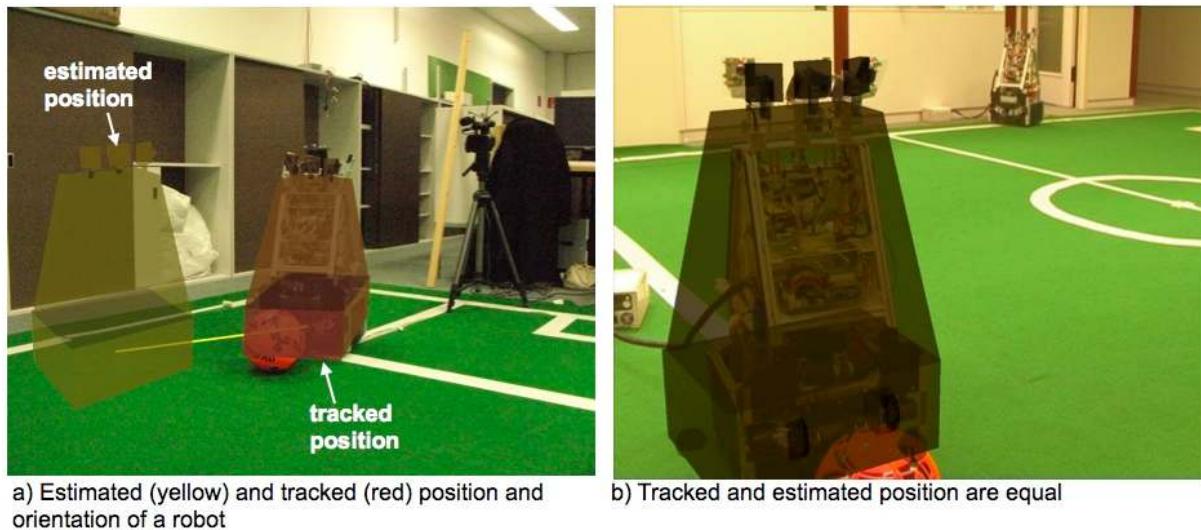 estimated
position
tracked
position
a) Estimated (yellow) and tracked (red) position and
orientation of a robot
b) Tracked and estimated position are equal